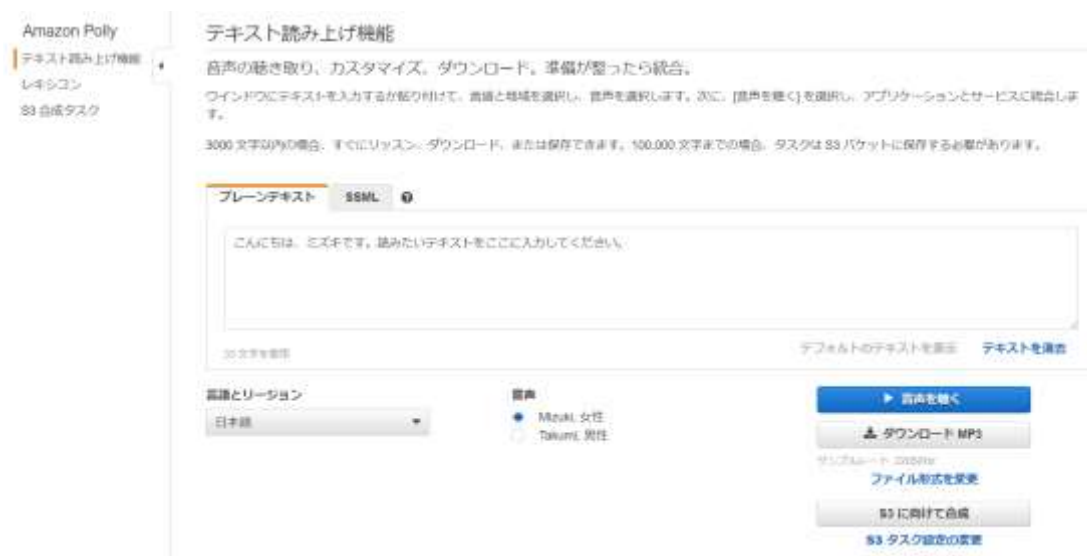 Amazon Polly
テキスト読み上げ機能
レキシコン
S3 合成タスク
テキスト読み上げ機能
音声の聴き取り、カスタマイズ、ダウンロード。準備が整ったら統合。
ウインドウにテキストを入力するか貼り付けて、言語と地域を選択し、音声を選択します。次に、[音声を聴く] を選択し、アプリケーションとサービスに統合しま
す。
3000 文字以内の場合、すぐにリッスン、ダウンロード、または保存できます。100,000 文字までの場合、タスクは S3 バケットに保存する必要があります。
プレーンテキスト SSML
こんにちは、ミズキです。読みたいテキストをここに入力してください。
デフォルトのテキストを表示 テキストを消去
言語とリージョン
日本語
音声
Mizuki, 女性
Takumi, 男性
音声を聴く
ダウンロード MP3
サンプルレート
ファイル形式を変更
S3 に向けて合成
S3 タスク設定の変更